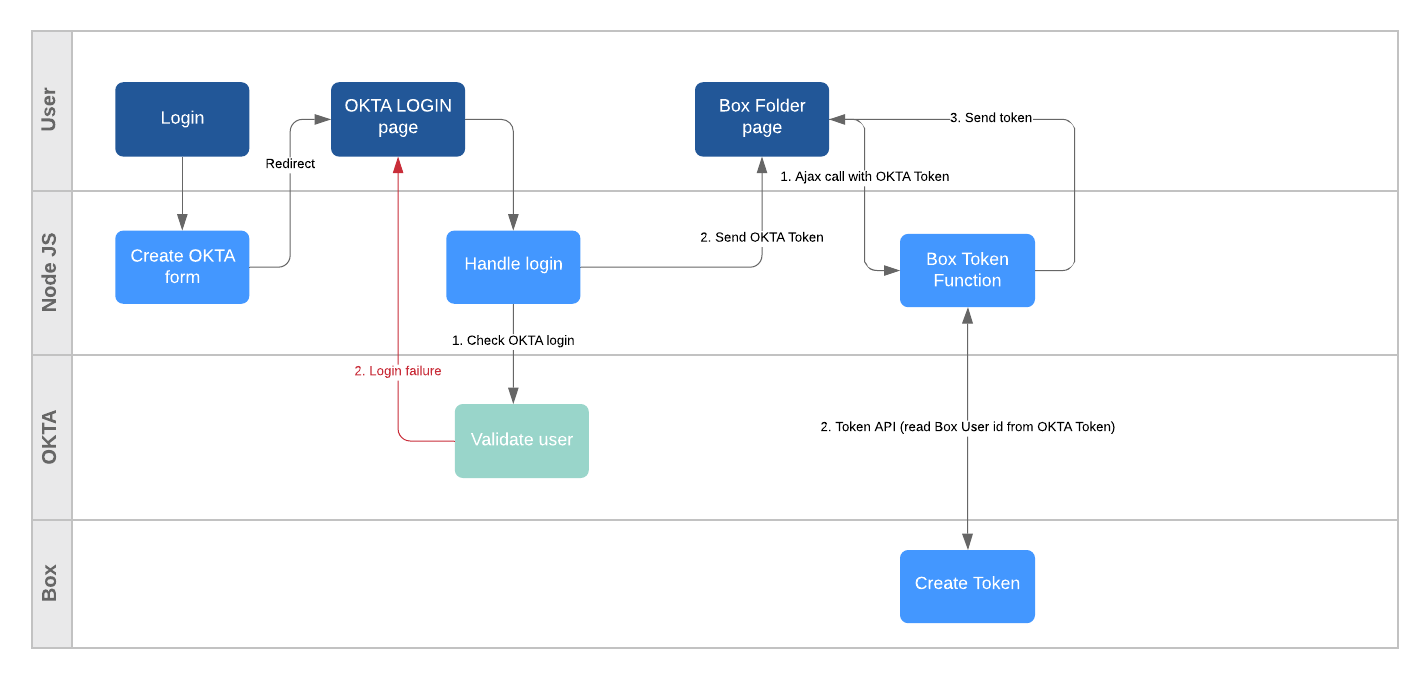 User
Login
OKTA LOGIN
page
Box Folder
page
3. Send token
Redirect
1. Ajax call with OKTA Token
Node JS
Create OKTA
form
Handle login
2. Send OKTA Token
Box Token
Function
1. Check OKTA login
OKTA
2. Login failure
Validate user
2. Token API (read Box User id from OKTA Token)
Box
Create Token